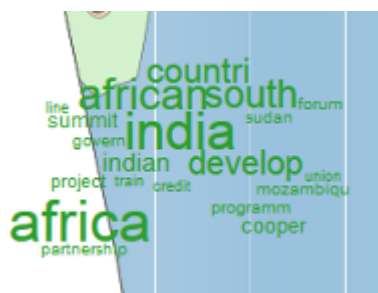 countri
african south
line forum
summit sudan
india
govern
indian develop
union
project train credit
mozambiqu
programm
africa
cooper
partnership